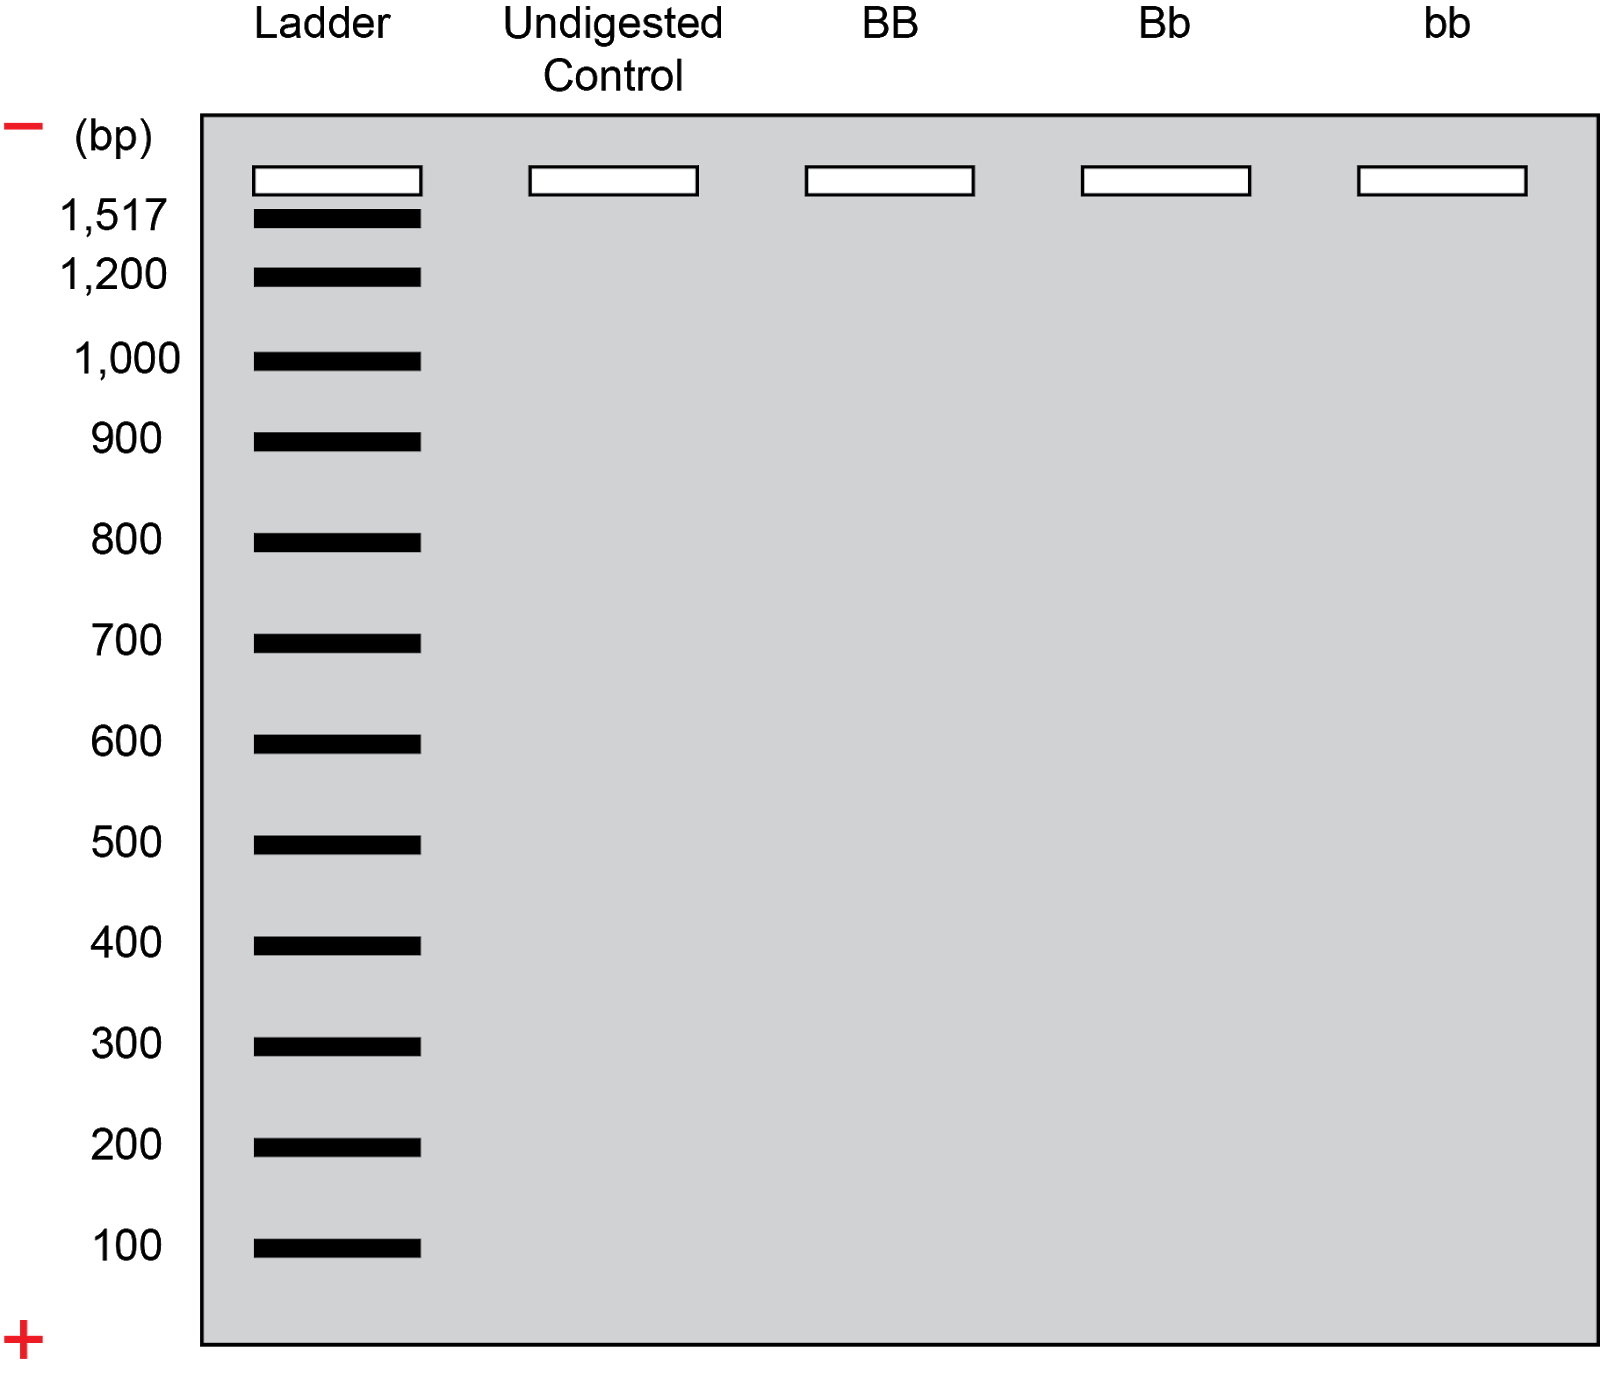 Ladder
Undigested
Control
BB
Bb
bb
−
(bp)
1,517
1,200
1,000
900
800
700
600
500
400
300
200
100
+